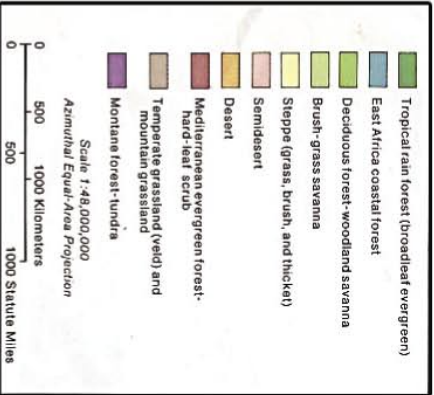 Tropical rain forest (broadleaf evergreen)
East Africa coastal forest
Deciduous forest-woodland savanna
Brush-grass savanna
Steppe (grass, brush, and thicket)
Semidesert
Desert
Mediterranean evergreen forest-
hard-leaf scrub
Temperate grassland (veld) and
mountain grassland
Montane forest-tundra
Scale 1:48,000,000
Azimuthal Equal-Area Projection
0 500 1000 Kilometers
0 500 1000 Statute Miles